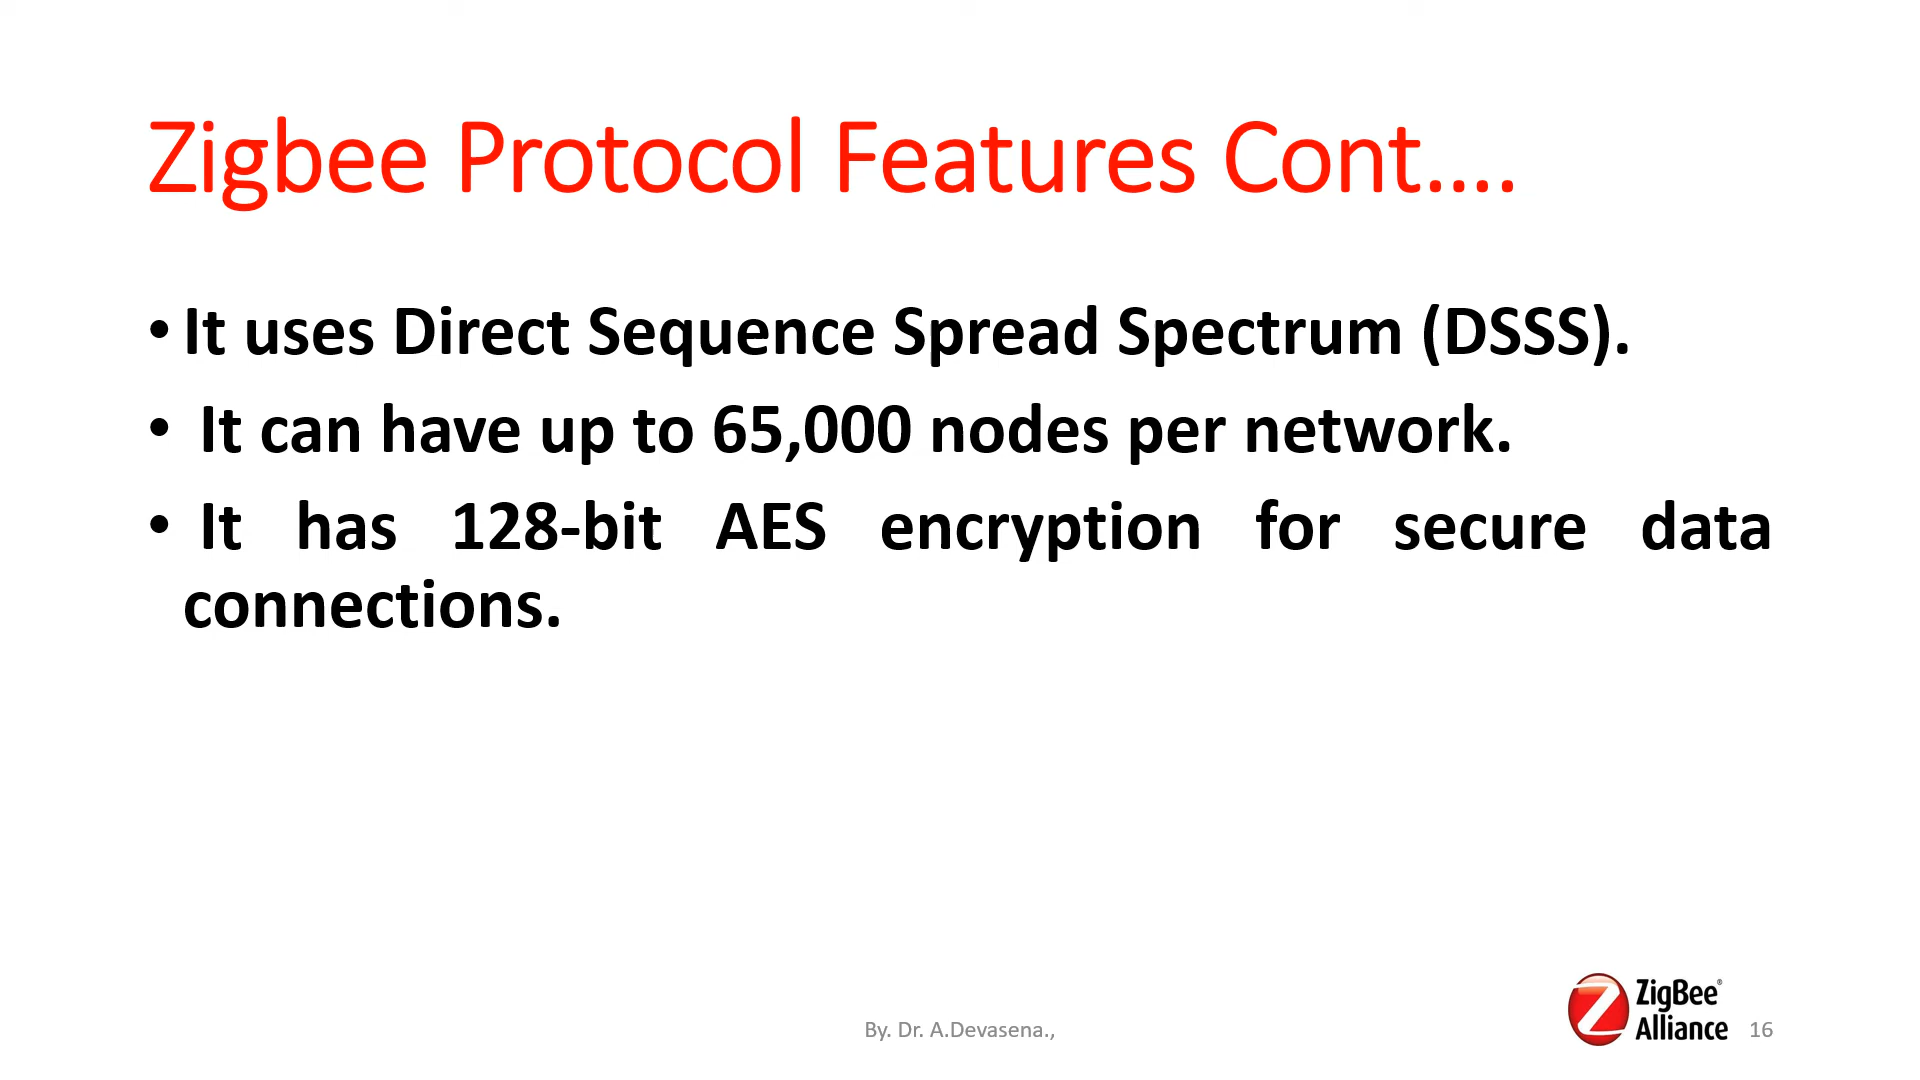 Zigbee Protocol Features Cont....
• It uses Direct Sequence Spread Spectrum (DSSS).
• It can have up to 65,000 nodes per network.
• It has 128-bit AES encryption for secure data
connections.
By. Dr. A.Devasena.,
ZigBee®
Alliance
16